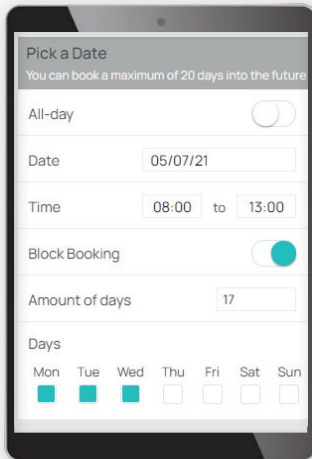 Pick a Date
You can book a maximum of 20 days into the future
All-day
Date 05/07/21
Time 08:00 to 13:00
Block Booking
Amount of days 17
Days
Mon Tue Wed Thu Fri Sat Sun